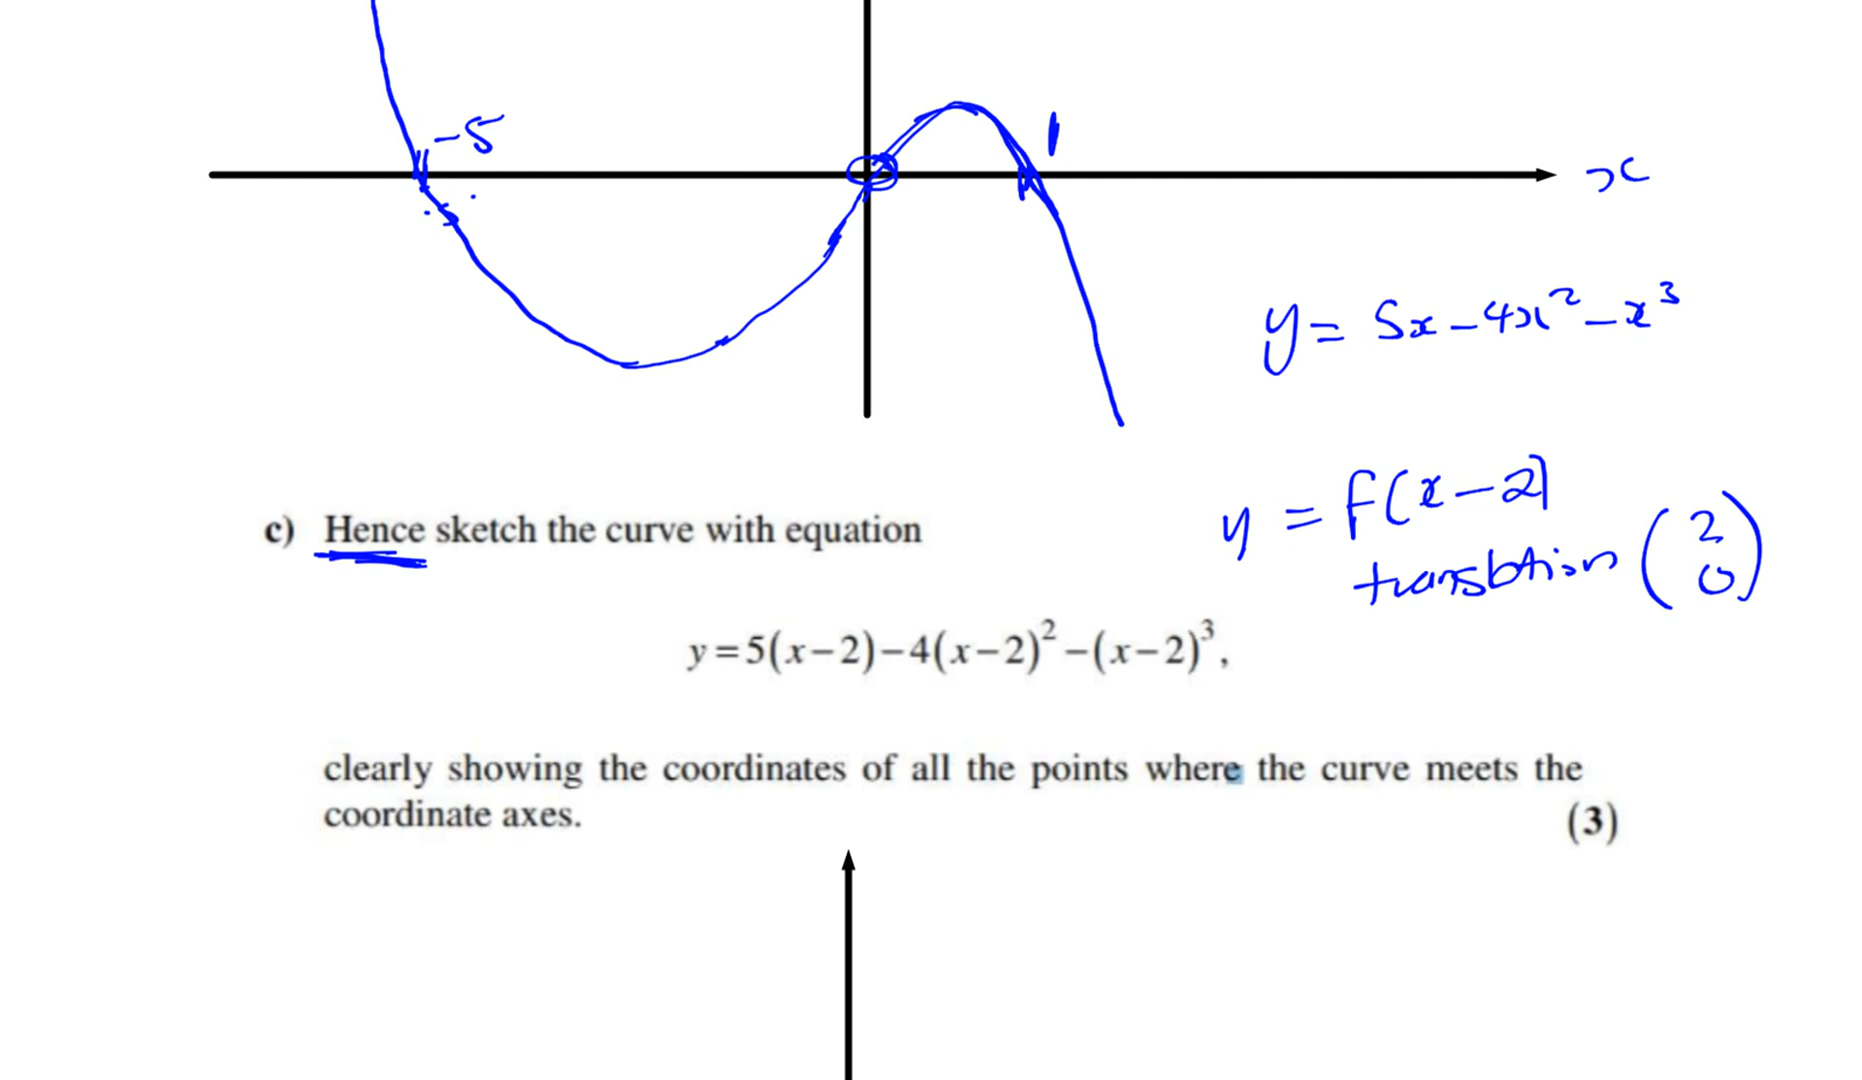 -5
1
x
y = 5x - 4x² - x³
y = f(x-2)
translation (2 0)
c) Hence sketch the curve with equation
y = 5(x-2) - 4(x-2)² - (x-2)³,
clearly showing the coordinates of all the points where the curve meets the
coordinate axes.
(3)